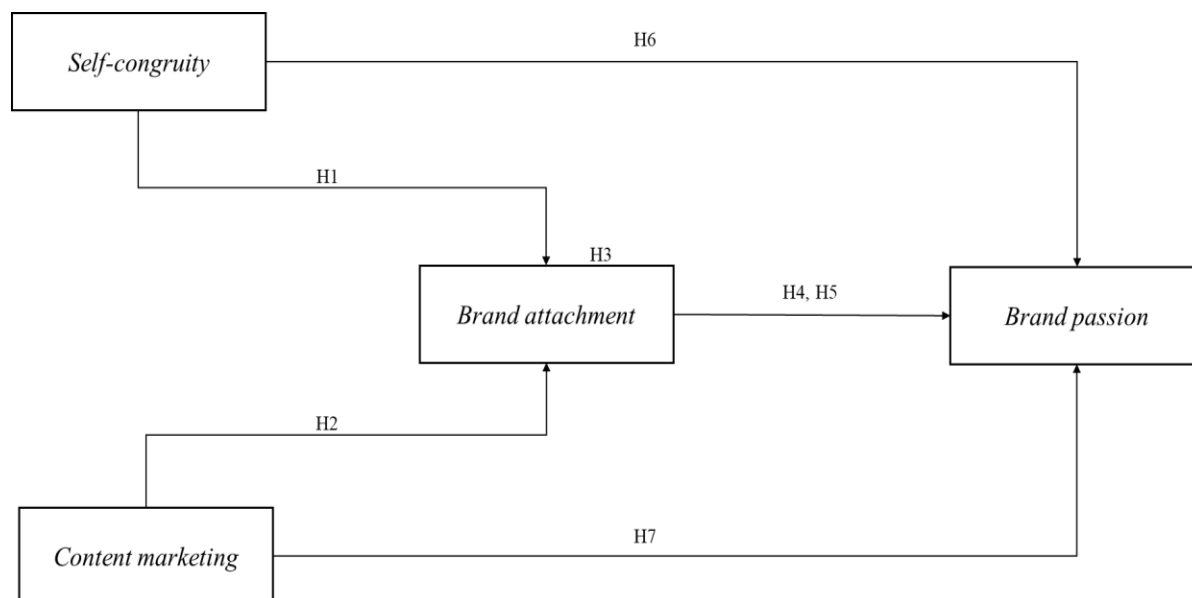 H6
Self-congruity
H1
H3
H4, H5
Brand attachment
Brand passion
H2
H7
Content marketing